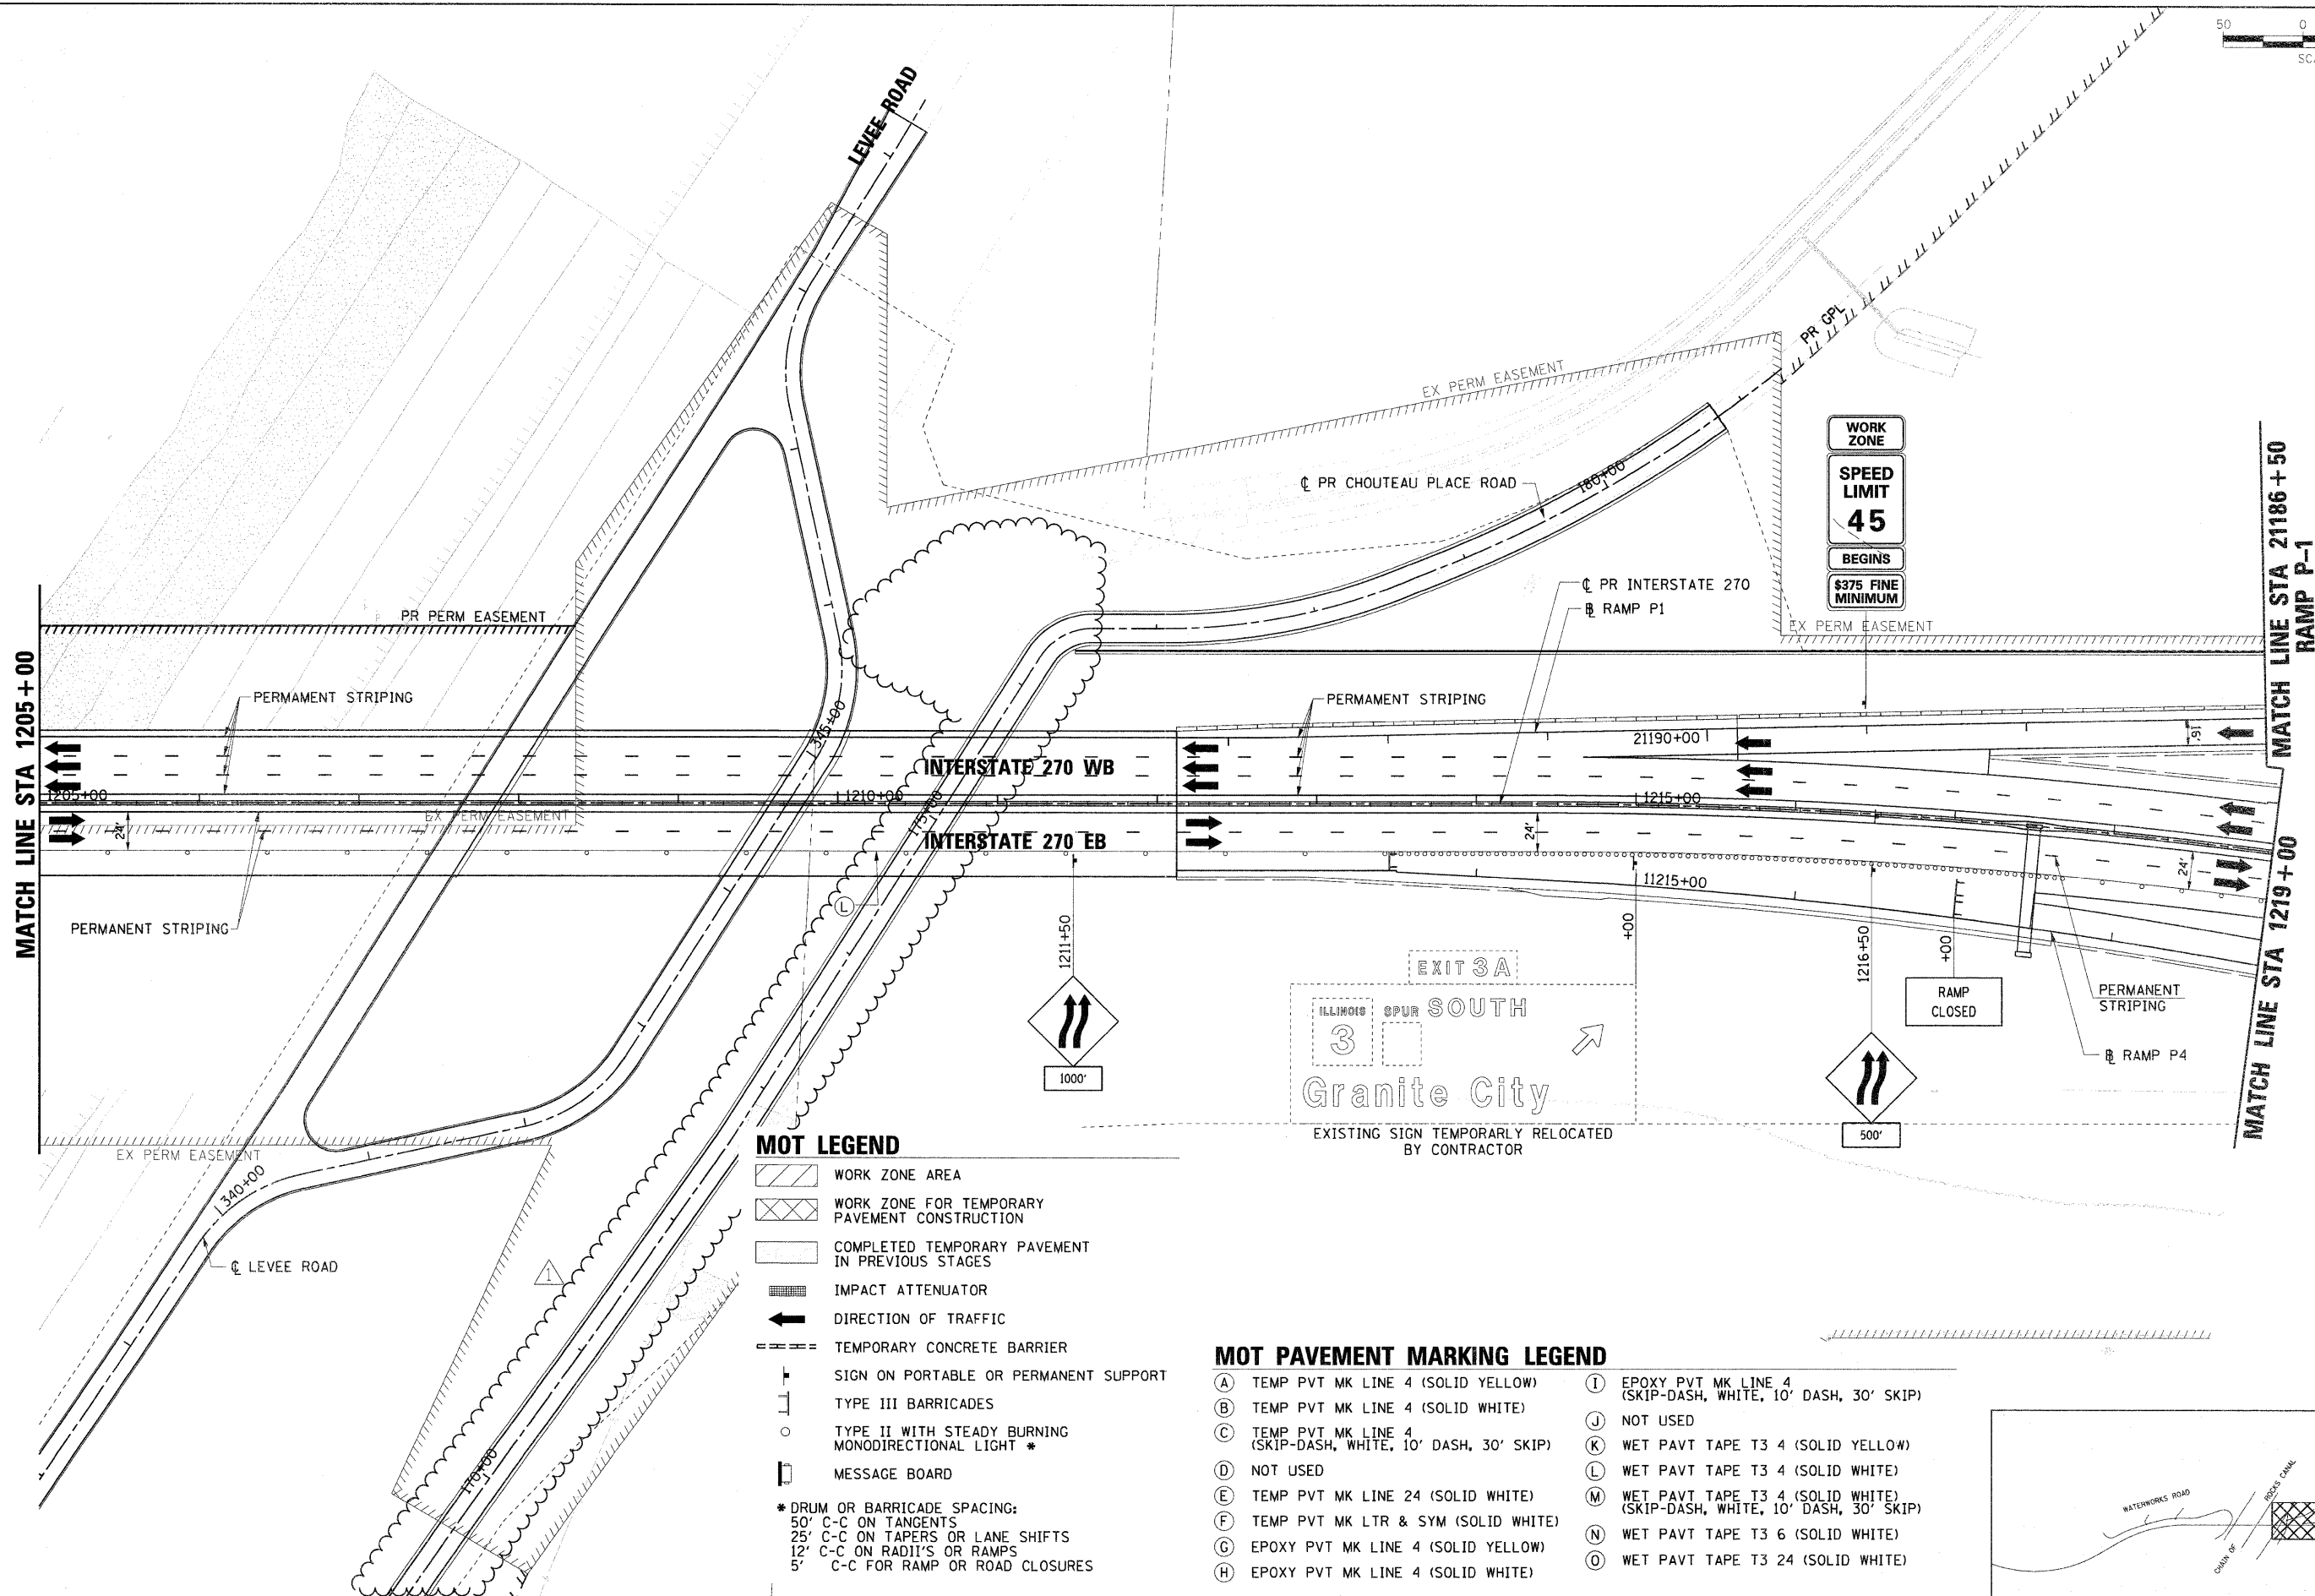 50 0
LEVEE ROAD
PR GPL
EX PERM EASEMENT
WORK
ZONE
SPEED
LIMIT
45
BEGINS
$375 FINE
MINIMUM
℄ PR CHOUTEAU PLACE ROAD
180+00
℄ PR INTERSTATE 270
B RAMP P1
PR PERM EASEMENT
EX PERM EASEMENT
MATCH LINE STA 21186+50
RAMP P-1
MATCH LINE STA 1205+00
PERMAMENT STRIPING
PERMAMENT STRIPING
345+00
21190+00
16'
INTERSTATE 270 WB
1205+00
1210+00
1215+00
EX PERM EASEMENT
24'
175+00
INTERSTATE 270 EB
24'
24'
11215+00
L
PERMANENT STRIPING
1211+50
+00
1216+50
+00
MATCH LINE STA 1219+00
EXIT 3A
ILLINOIS
3
SPUR SOUTH
Granite City
RAMP
CLOSED
PERMANENT
STRIPING
B RAMP P4
1000'
500'
EXISTING SIGN TEMPORARLY RELOCATED
BY CONTRACTOR
EX PERM EASEMENT
340+00
℄ LEVEE ROAD
1
170+00
MOT LEGEND
WORK ZONE AREA
WORK ZONE FOR TEMPORARY
PAVEMENT CONSTRUCTION
COMPLETED TEMPORARY PAVEMENT
IN PREVIOUS STAGES
IMPACT ATTENUATOR
DIRECTION OF TRAFFIC
TEMPORARY CONCRETE BARRIER
SIGN ON PORTABLE OR PERMANENT SUPPORT
TYPE III BARRICADES
TYPE II WITH STEADY BURNING
MONODIRECTIONAL LIGHT *
MESSAGE BOARD
* DRUM OR BARRICADE SPACING:
50' C-C ON TANGENTS
25' C-C ON TAPERS OR LANE SHIFTS
12' C-C ON RADII'S OR RAMPS
5' C-C FOR RAMP OR ROAD CLOSURES
MOT PAVEMENT MARKING LEGEND
A TEMP PVT MK LINE 4 (SOLID YELLOW)
B TEMP PVT MK LINE 4 (SOLID WHITE)
C TEMP PVT MK LINE 4
(SKIP-DASH, WHITE, 10' DASH, 30' SKIP)
D NOT USED
E TEMP PVT MK LINE 24 (SOLID WHITE)
F TEMP PVT MK LTR & SYM (SOLID WHITE)
G EPOXY PVT MK LINE 4 (SOLID YELLOW)
H EPOXY PVT MK LINE 4 (SOLID WHITE)
I EPOXY PVT MK LINE 4
(SKIP-DASH, WHITE, 10' DASH, 30' SKIP)
J NOT USED
K WET PAVT TAPE T3 4 (SOLID YELLOW)
L WET PAVT TAPE T3 4 (SOLID WHITE)
M WET PAVT TAPE T3 4 (SOLID WHITE)
(SKIP-DASH, WHITE, 10' DASH, 30' SKIP)
N WET PAVT TAPE T3 6 (SOLID WHITE)
O WET PAVT TAPE T3 24 (SOLID WHITE)
WATERWORKS ROAD
CHAIN OF
ROCKS CANAL